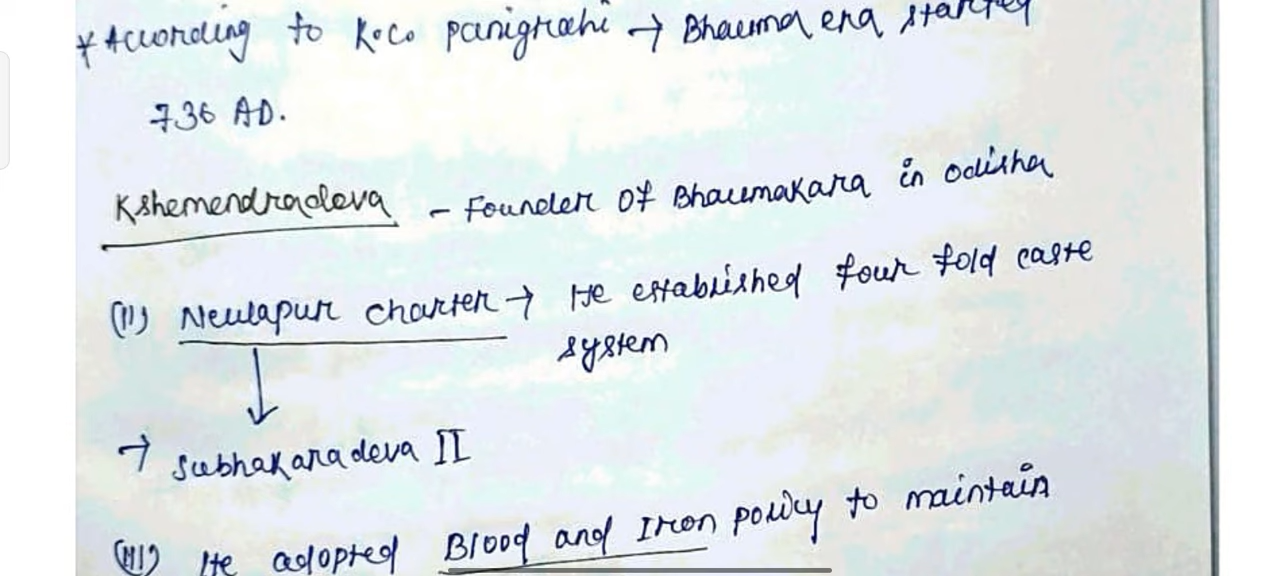 * According to K.C. panigrahi → Bhauma era started
736 AD.
Kshemendradeva - Founder of Bhaumakara in odisha
(ii) Neulapur charter → He established four fold caste
system
→ Subhakaradeva II
(iii) He adopted Blood and Iron policy to maintain